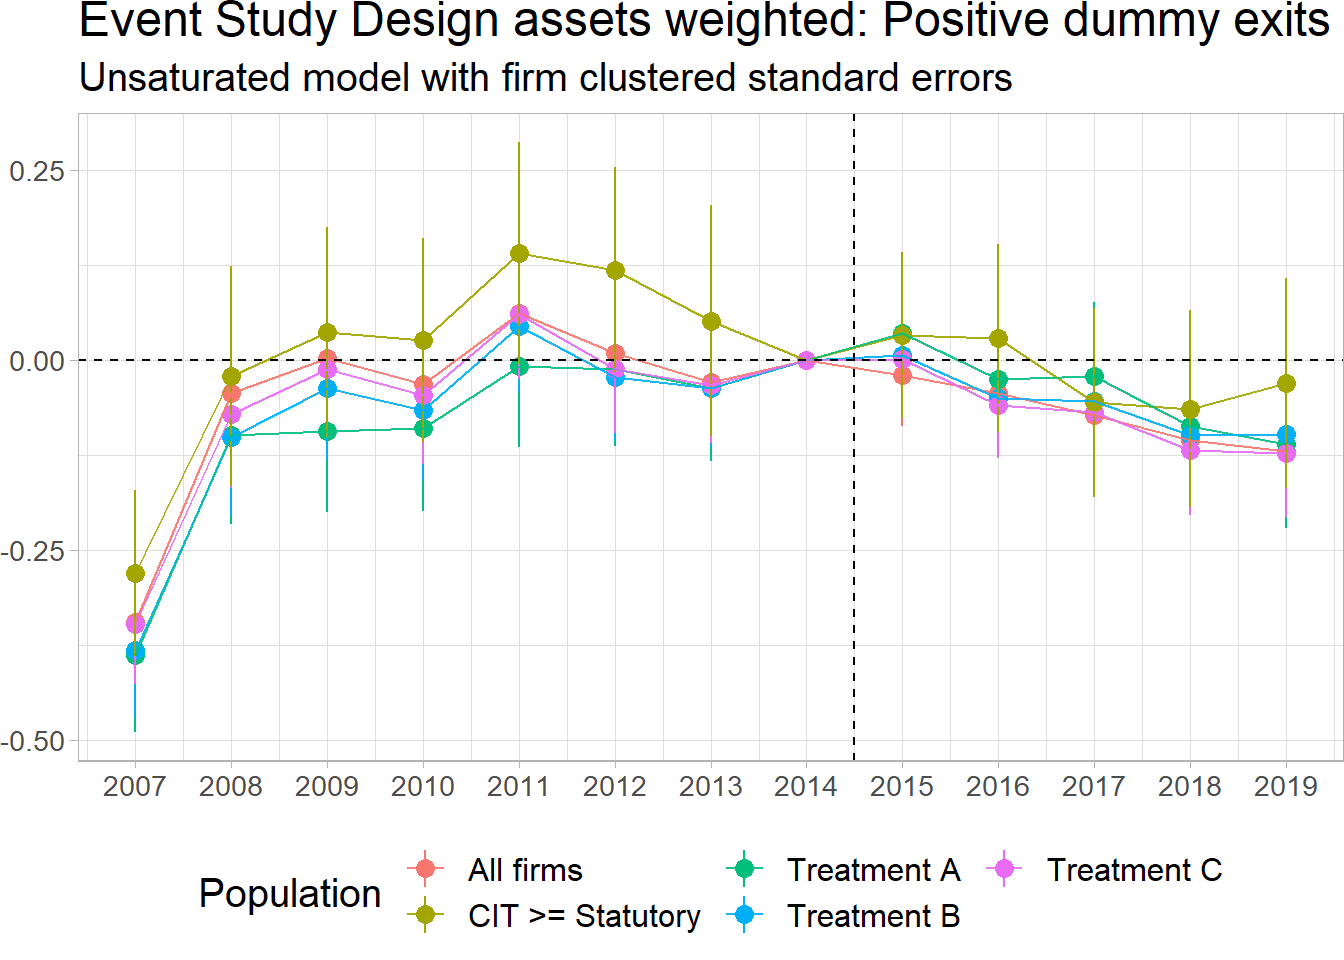 Event Study Design assets weighted: Positive dummy exits
Unsaturated model with firm clustered standard errors
0.25
0.00
-0.25
-0.50
2007 2008 2009 2010 2011 2012 2013 2014 2015 2016 2017 2018 2019
Population
All firms
Treatment A
Treatment C
CIT >= Statutory
Treatment B